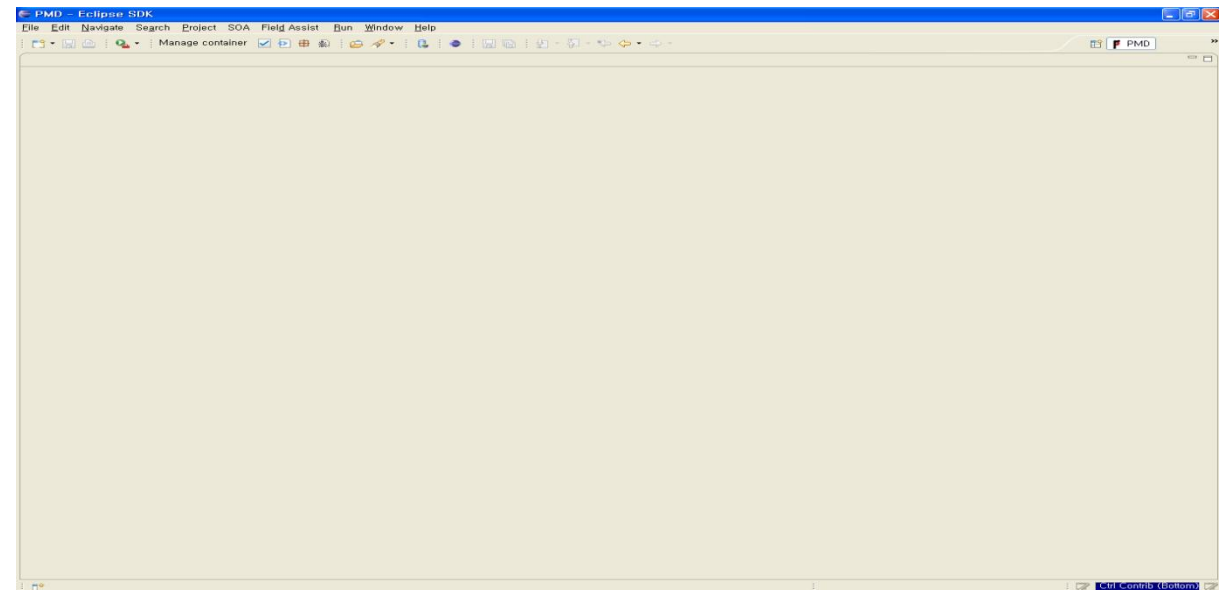 PMD - Eclipse SDK
File Edit Navigate Search Project SOA Field Assist Run Window Help
Manage container
PMD
Ctrl Contrib (Bottom)